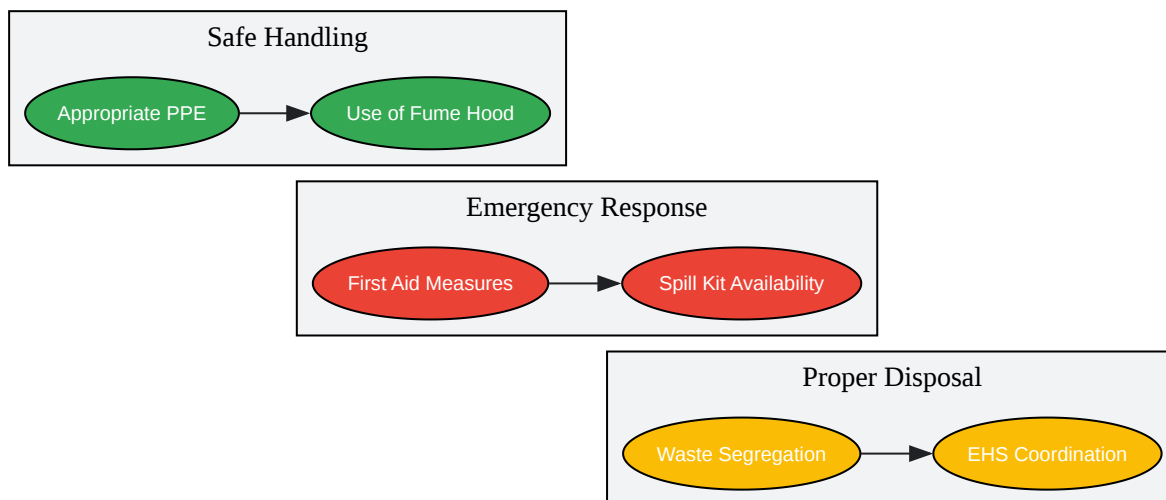 Safe Handling
Appropriate PPE
Use of Fume Hood
Emergency Response
First Aid Measures
Spill Kit Availability
Proper Disposal
Waste Segregation
EHS Coordination